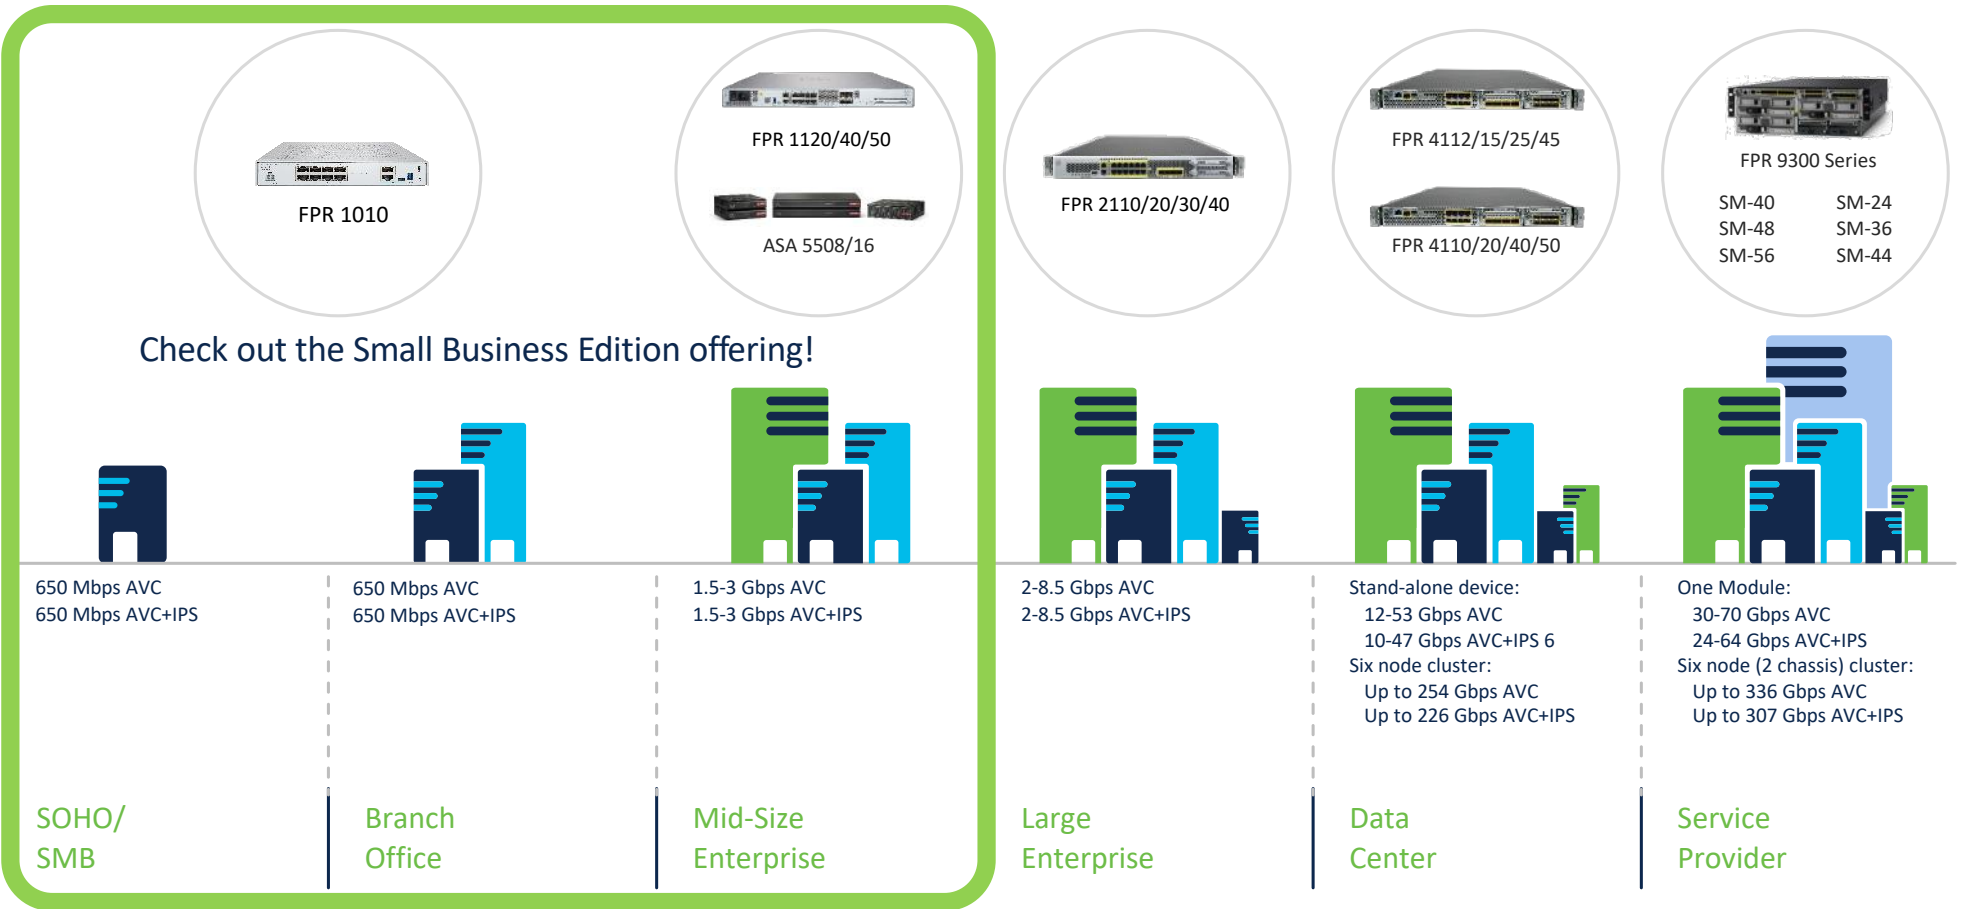 FPR 1010
FPR 1120/40/50
ASA 5508/16
FPR 2110/20/30/40
FPR 4112/15/25/45
FPR 4110/20/40/50
FPR 9300 Series
SM-40 SM-24
SM-48 SM-36
SM-56 SM-44
Check out the Small Business Edition offering!
650 Mbps AVC
650 Mbps AVC+IPS
650 Mbps AVC
650 Mbps AVC+IPS
1.5-3 Gbps AVC
1.5-3 Gbps AVC+IPS
2-8.5 Gbps AVC
2-8.5 Gbps AVC+IPS
Stand-alone device:
12-53 Gbps AVC
10-47 Gbps AVC+IPS 6
Six node cluster:
Up to 254 Gbps AVC
Up to 226 Gbps AVC+IPS
One Module:
30-70 Gbps AVC
24-64 Gbps AVC+IPS
Six node (2 chassis) cluster:
Up to 336 Gbps AVC
Up to 307 Gbps AVC+IPS
SOHO/
SMB
Branch
Office
Mid-Size
Enterprise
Large
Enterprise
Data
Center
Service
Provider